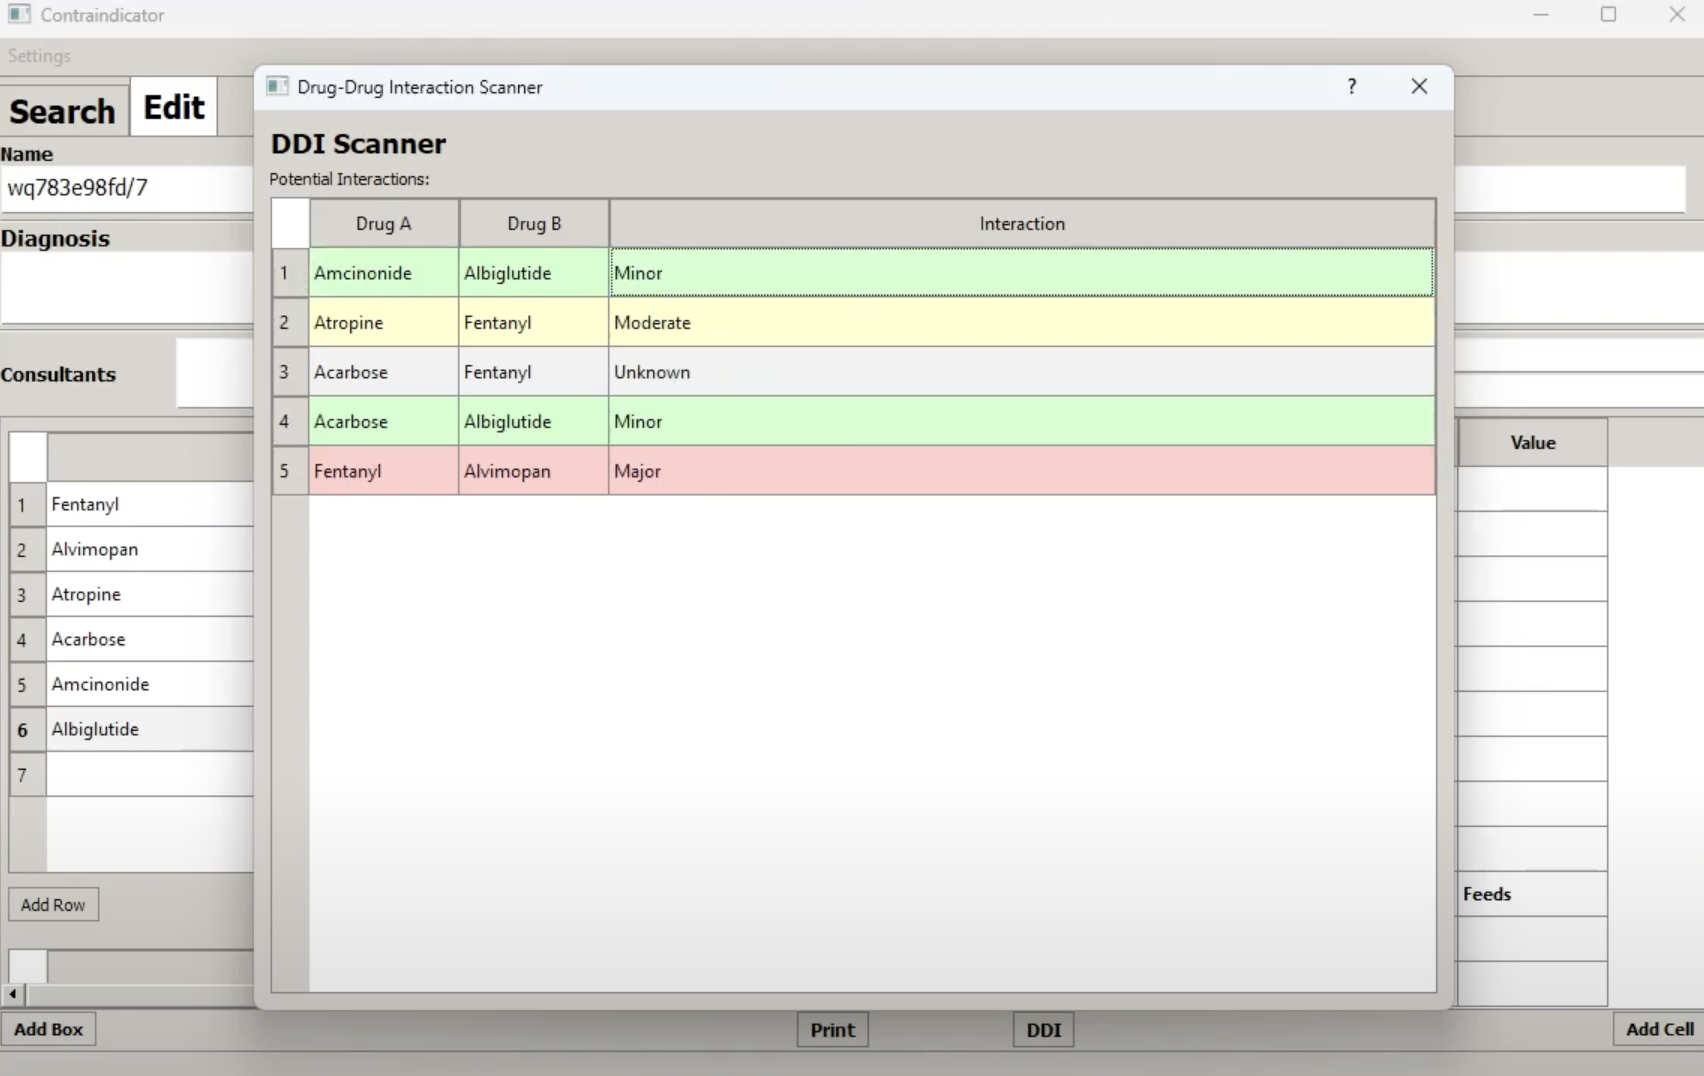 Contraindicator
Settings
Search Edit
Name
wq783e98fd/7
Diagnosis
Consultants
1 Fentanyl
2 Alvimopan
3 Atropine
4 Acarbose
5 Amcinonide
6 Albiglutide
7
Add Row
Drug-Drug Interaction Scanner ?
DDI Scanner
Potential Interactions:
Drug A Drug B Interaction
1 Amcinonide Albiglutide Minor
2 Atropine Fentanyl Moderate
3 Acarbose Fentanyl Unknown
4 Acarbose Albiglutide Minor
5 Fentanyl Alvimopan Major
Value
Feeds
Add Box Print DDI Add Cell